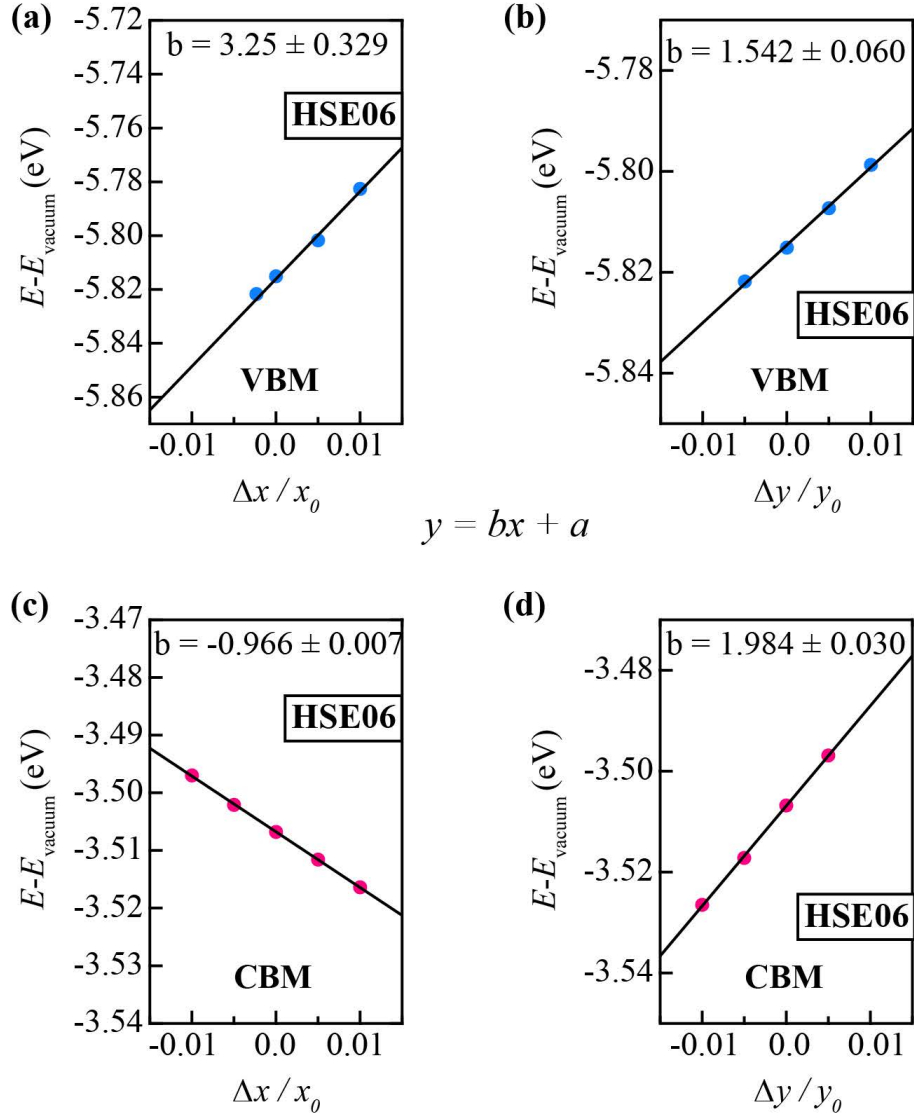 (a)
-5.72
-5.74
-5.76
-5.78
-5.80
-5.82
-5.84
-5.86
E-E_vacuum (eV)
b = 3.25 ± 0.329
HSE06
VBM
-0.01 0.0 0.01
Δx / x_0
(b)
-5.78
-5.80
-5.82
-5.84
E-E_vacuum (eV)
b = 1.542 ± 0.060
HSE06
VBM
-0.01 0.0 0.01
Δy / y_0
y = bx + a
(c)
-3.47
-3.48
-3.49
-3.50
-3.51
-3.52
-3.53
-3.54
E-E_vacuum (eV)
b = -0.966 ± 0.007
HSE06
CBM
-0.01 0.0 0.01
Δx / x_0
(d)
-3.48
-3.50
-3.52
-3.54
E-E_vacuum (eV)
b = 1.984 ± 0.030
HSE06
CBM
-0.01 0.0 0.01
Δy / y_0